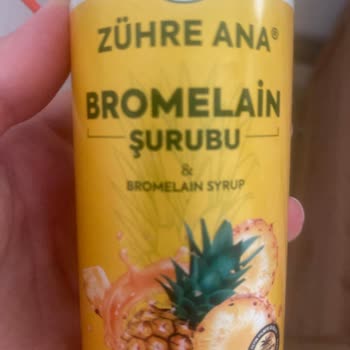 ZÜHRE ANA®
BROMELAİN
ŞURUBU
&
BROMELAIN SYRUP